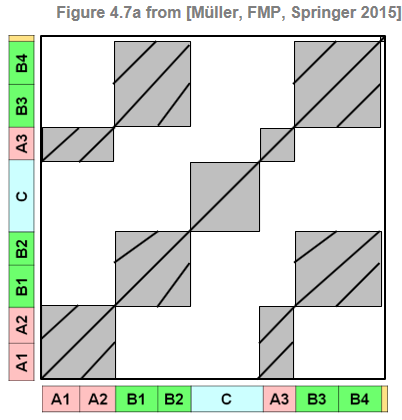 Figure 4.7a from [Müller, FMP, Springer 2015]
B4
B3
A3
C
B2
B1
A2
A1
A1 A2 B1 B2 C A3 B3 B4